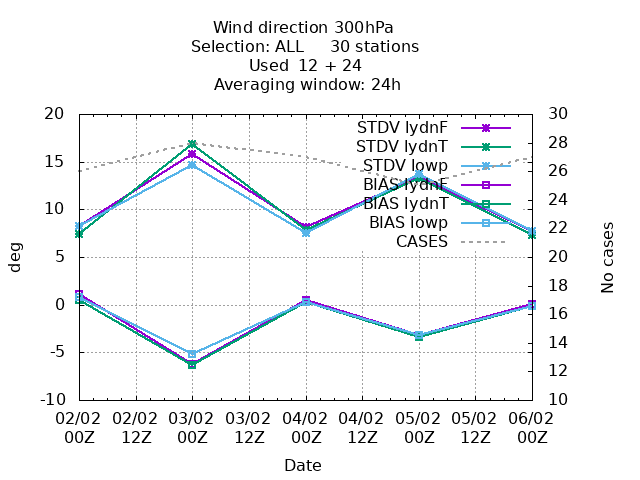 Wind direction 300hPa
Selection: ALL 30 stations
Used 12 + 24
Averaging window: 24h
20
15
10
5
0
-5
-10
deg
30
28
26
24
22
20
18
16
14
12
10
No cases
STDV lydnF
STDV lydnT
STDV lowp
BIAS lydnF
BIAS lydnT
BIAS lowp
CASES
02/02 02/02 03/02 03/02 04/02 04/02 05/02 05/02 06/02
00Z 12Z 00Z 12Z 00Z 12Z 00Z 12Z 00Z
Date